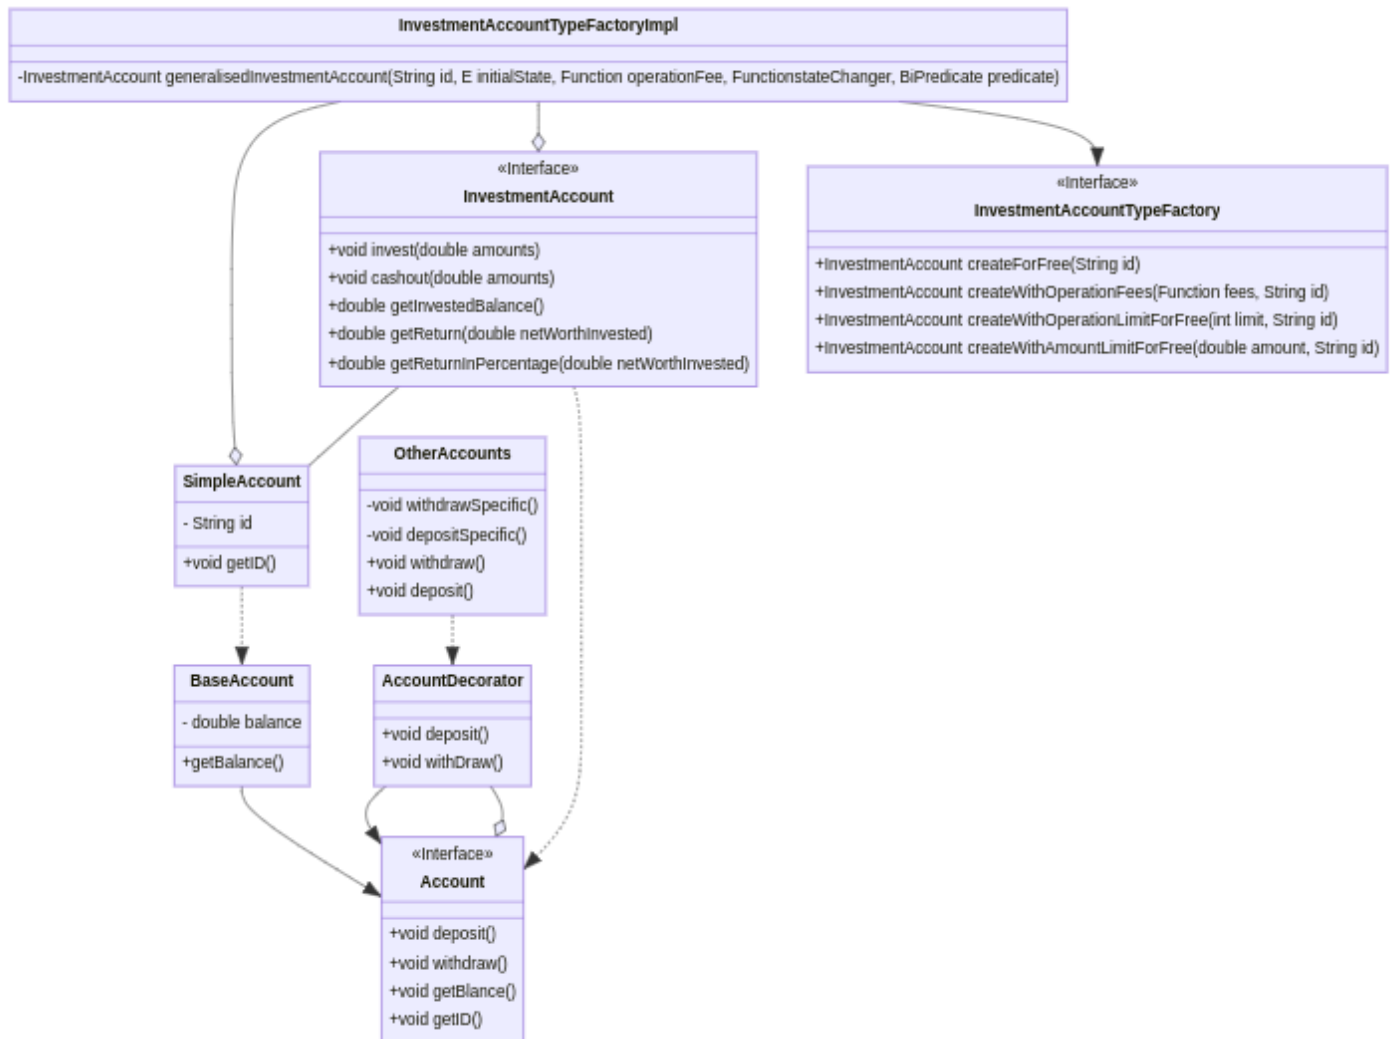 InvestmentAccountTypeFactoryImpl
-InvestmentAccount generalisedInvestmentAccount(String id, E initialState, Function operationFee, FunctionstateChanger, BiPredicate predicate)
«Interface»
InvestmentAccount
+void invest(double amounts)
+void cashout(double amounts)
+double getInvestedBalance()
+double getReturn(double netWorthInvested)
+double getReturnInPercentage(double netWorthInvested)
«Interface»
InvestmentAccountTypeFactory
+InvestmentAccount createForFree(String id)
+InvestmentAccount createWithOperationFees(Function fees, String id)
+InvestmentAccount createWithOperationLimitForFree(int limit, String id)
+InvestmentAccount createWithAmountLimitForFree(double amount, String id)
SimpleAccount
- String id
+void getID()
OtherAccounts
-void withdrawSpecific()
-void depositSpecific()
+void withdraw()
+void deposit()
BaseAccount
- double balance
+getBalance()
AccountDecorator
+void deposit()
+void withDraw()
«Interface»
Account
+void deposit()
+void withdraw()
+void getBlance()
+void getID()